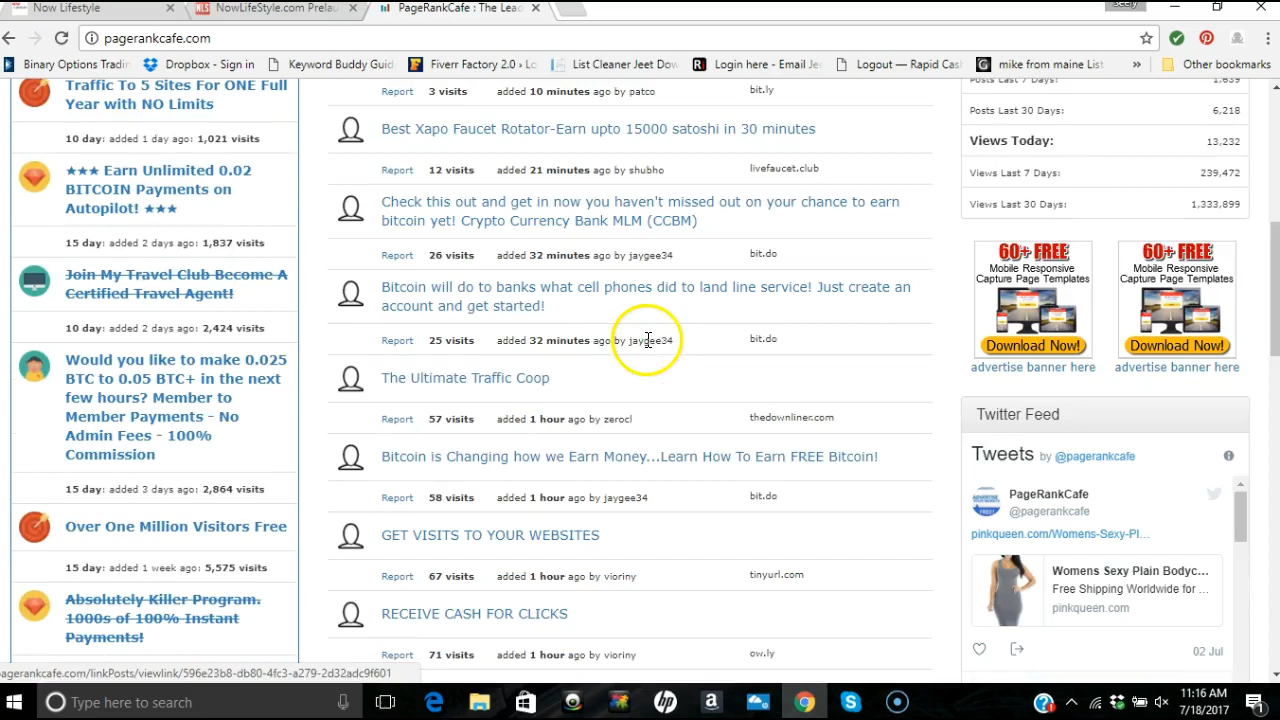 Now Lifestyle
NowLifeStyle.com Prelau
PageRankCafe : The Lead
pagerankcafe.com
Binary Options Tradin
Dropbox - Sign in
Keyword Buddy Guid
Fiverr Factory 2.0 › Lo
List Cleaner Jeet Dow
Login here - Email Je
Logout — Rapid Cas
mike from maine List
»
Other bookmarks
Traffic To 5 Sites For ONE Full
Year with NO Limits
10 day: added 1 day ago: 1,021 visits
★★★ Earn Unlimited 0.02
BITCOIN Payments on
Autopilot! ★★★
15 day: added 2 days ago: 1,837 visits
Join My Travel Club Become A
Certified Travel Agent!
10 day: added 2 days ago: 2,424 visits
Would you like to make 0.025
BTC to 0.05 BTC+ in the next
few hours? Member to
Member Payments - No
Admin Fees - 100%
Commission
15 day: added 3 days ago: 2,864 visits
Over One Million Visitors Free
15 day: added 1 week ago: 5,575 visits
Absolutely Killer Program.
1000s of 100% Instant
Payments!
Report 3 visits added 10 minutes ago by patco bit.ly
Best Xapo Faucet Rotator-Earn upto 15000 satoshi in 30 minutes
Report 12 visits added 21 minutes ago by shubho livefaucet.club
Check this out and get in now you haven't missed out on your chance to earn
bitcoin yet! Crypto Currency Bank MLM (CCBM)
Report 26 visits added 32 minutes ago by jaygee34 bit.do
Bitcoin will do to banks what cell phones did to land line service! Just create an
account and get started!
Report 25 visits added 32 minutes ago by jaygee34 bit.do
The Ultimate Traffic Coop
Report 57 visits added 1 hour ago by zerocl thedownliner.com
Bitcoin is Changing how we Earn Money...Learn How To Earn FREE Bitcoin!
Report 58 visits added 1 hour ago by jaygee34 bit.do
GET VISITS TO YOUR WEBSITES
Report 67 visits added 1 hour ago by vioriny tinyurl.com
RECEIVE CASH FOR CLICKS
Report 71 visits added 1 hour ago by vioriny ow.ly
Posts Last 7 Days: 1,639
Posts Last 30 Days: 6,218
Views Today: 13,232
Views Last 7 Days: 239,472
Views Last 30 Days: 1,333,899
60+ FREE
Mobile Responsive
Capture Page Templates
Download Now!
advertise banner here
60+ FREE
Mobile Responsive
Capture Page Templates
Download Now!
advertise banner here
Twitter Feed
Tweets by @pagerankcafe
PageRankCafe
@pagerankcafe
pinkqueen.com/Womens-Sexy-Pl...
Womens Sexy Plain Bodyc...
Free Shipping Worldwide for ...
pinkqueen.com
02 Jul
pagerankcafe.com/linkPosts/viewlink/596e23b8-db80-4fc3-a279-2d32adc9f601
Type here to search
11:16 AM
7/18/2017